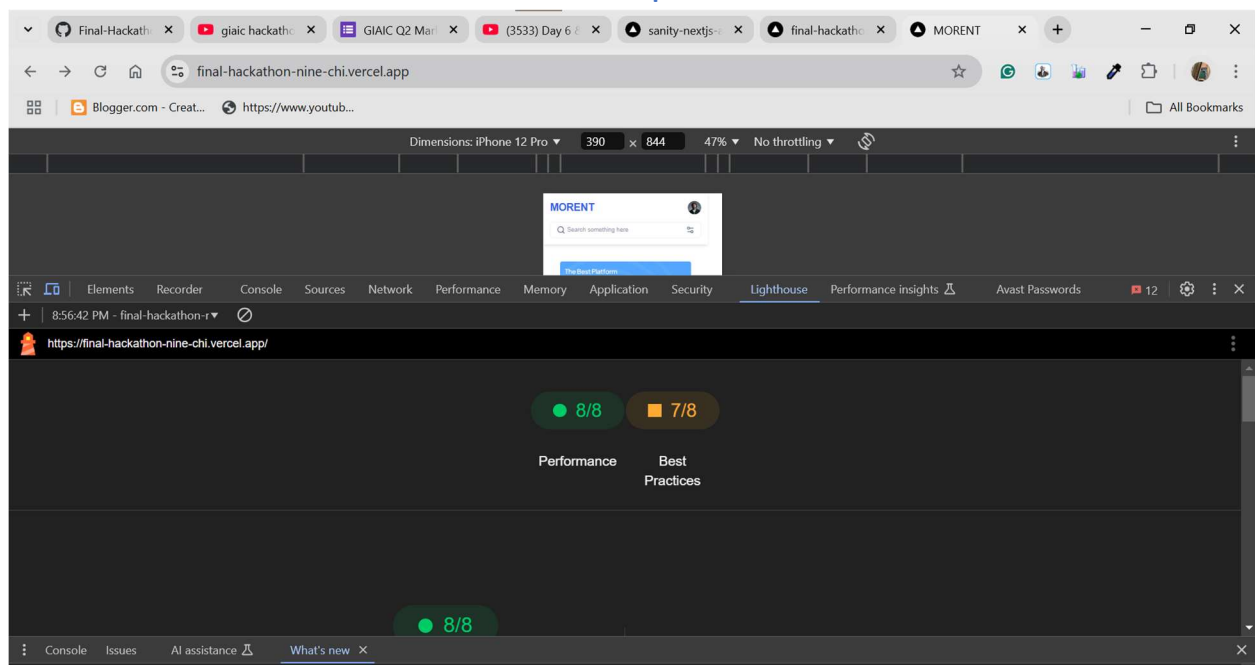 Final-Hackath
giaic hackatho
GIAIC Q2 Mar
(3533) Day 6 &
sanity-nextjs-
final-hackatho
MORENT
final-hackathon-nine-chi.vercel.app
Blogger.com - Creat...
https://www.youtub...
All Bookmarks
Dimensions: iPhone 12 Pro 390 × 844 47% No throttling
MORENT
Search something here
The Best Platform
Elements Recorder Console Sources Network Performance Memory Application Security Lighthouse Performance insights Avast Passwords 12
8:56:42 PM - final-hackathon-r
https://final-hackathon-nine-chi.vercel.app/
8/8 7/8
Performance Best
Practices
8/8
Console Issues AI assistance What's new